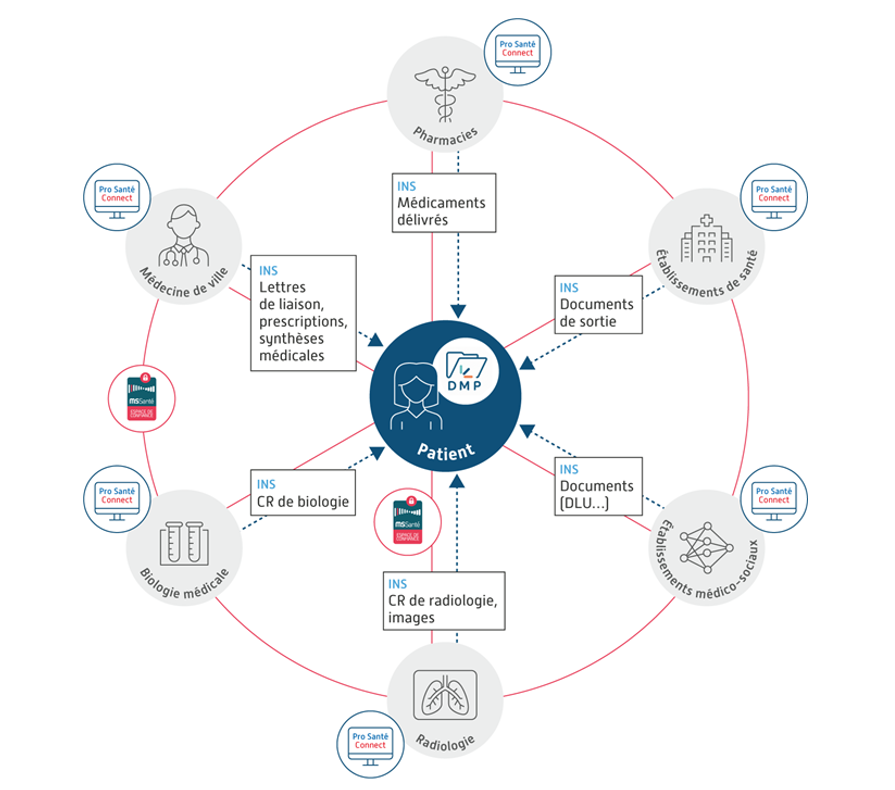 Pro Santé
Connect
Pharmacies
INS
Médicaments
délivrés
Pro Santé
Connect
Médecine de ville
INS
Lettres
de liaison,
prescriptions,
synthèses
médicales
Pro Santé
Connect
Établissements de santé
INS
Documents
de sortie
DMP
Patient
MSSanté
ESPACE DE
CONFIANCE
Pro Santé
Connect
Biologie médicale
INS
CR de biologie
INS
Documents
(DLU...)
Pro Santé
Connect
Établissements médico-sociaux
MSSanté
ESPACE DE
CONFIANCE
INS
CR de radiologie,
images
Radiologie
Pro Santé
Connect